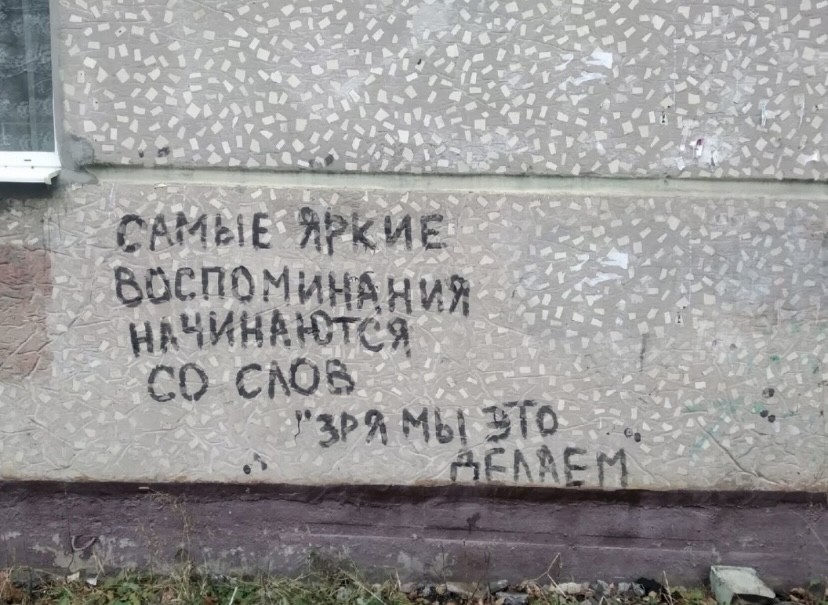 САМЫЕ ЯРКИЕ
ВОСПОМИНАНИЯ
НАЧИНАЮТСЯ
СО СЛОВ
"ЗРЯ МЫ ЭТО
ДЕЛАЕМ